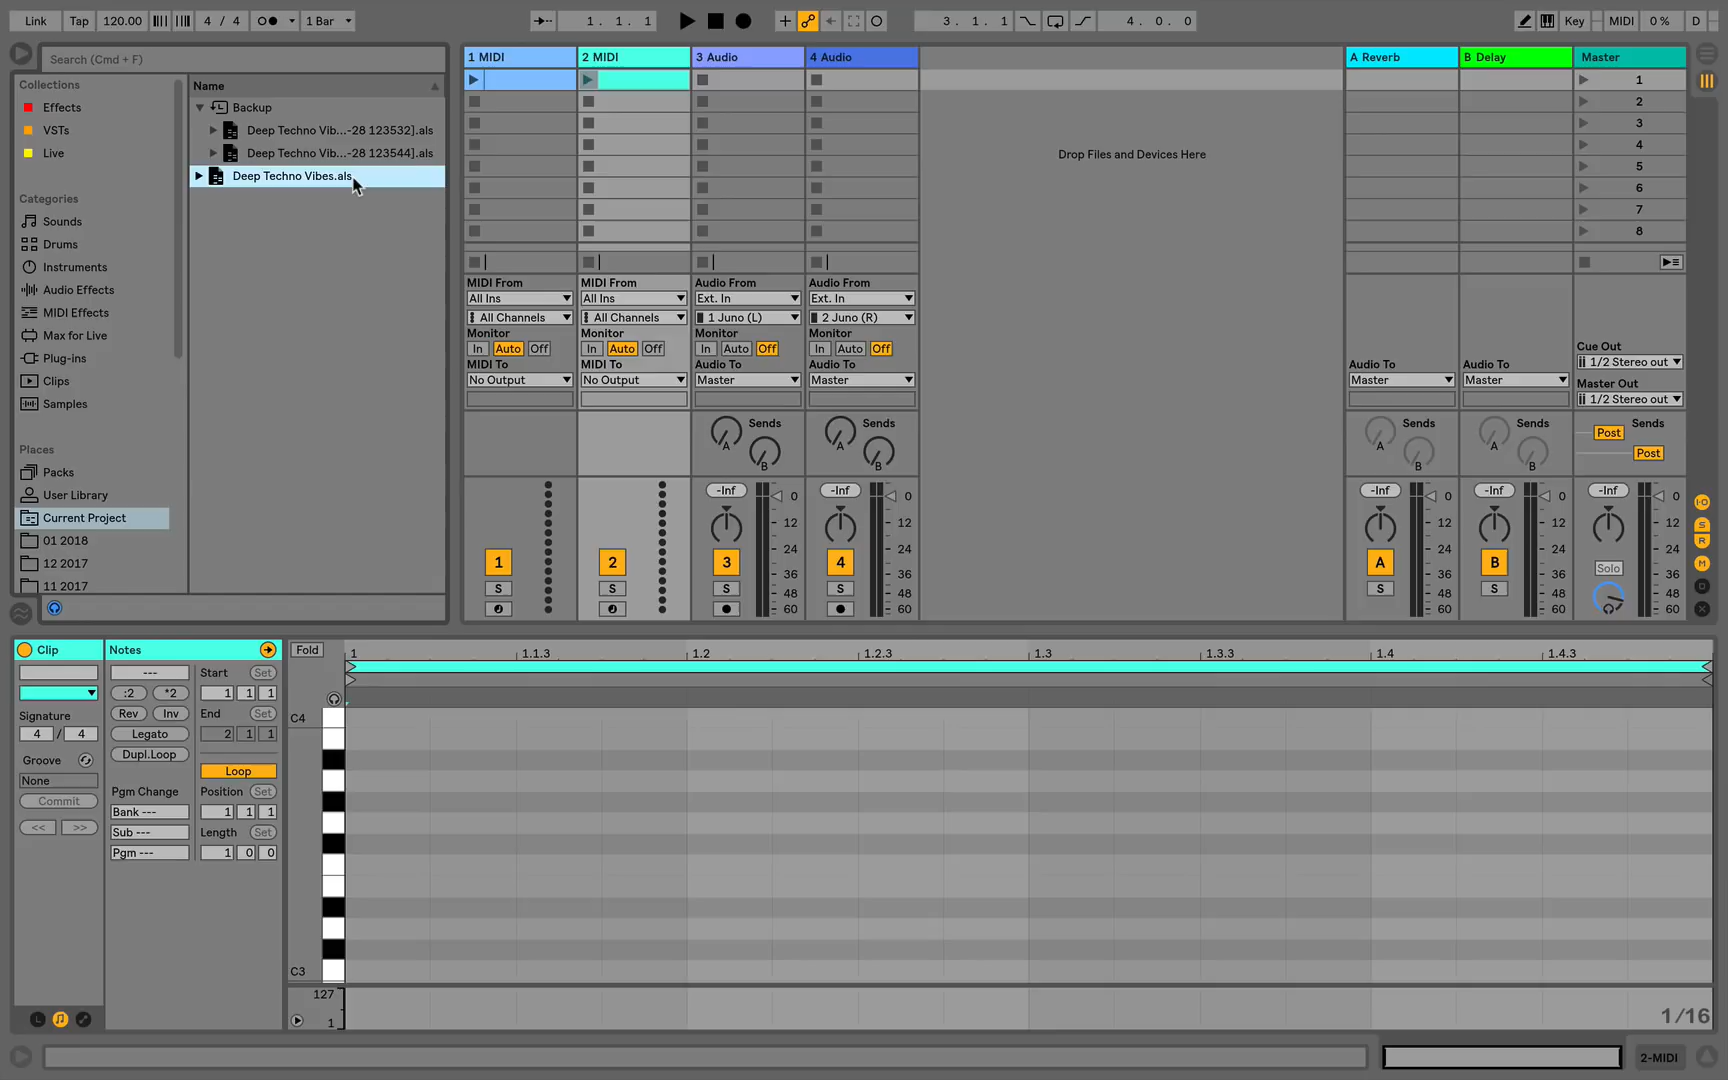 Link Tap 120.00 4 / 4 1 Bar 1. 1. 1 3. 1. 1 4. 0. 0 Key MIDI 0 % D
Search (Cmd + F)
Collections
Effects
VSTs
Live
Categories
Sounds
Drums
Instruments
Audio Effects
MIDI Effects
Max for Live
Plug-ins
Clips
Samples
Places
Packs
User Library
Current Project
01 2018
12 2017
11 2017
Name
Backup
Deep Techno Vib...-28 123532].als
Deep Techno Vib...-28 123544].als
Deep Techno Vibes.als
1 MIDI 2 MIDI 3 Audio 4 Audio A Reverb B Delay Master
1
2
3
4
5
6
7
8
Drop Files and Devices Here
MIDI From MIDI From Audio From Audio From
All Ins All Ins Ext. In Ext. In
All Channels All Channels 1 Juno (L) 2 Juno (R)
Monitor Monitor Monitor Monitor
In Auto Off In Auto Off In Auto Off In Auto Off
MIDI To MIDI To Audio To Audio To Audio To Audio To
No Output No Output Master Master Master Master
Cue Out
1/2 Stereo out
Master Out
1/2 Stereo out
Sends Sends Sends Sends Sends
A A A A Post
B B B B Post
-Inf -Inf -Inf -Inf -Inf
0 0 0 0 0
12 12 12 12 12
24 24 24 24 24
1 2 3 4 A B Solo
36 36 36 36 36
S S S S S S
48 48 48 48 48
60 60 60 60 60
I·O
S
R
M
D
X
Clip
Signature
4 / 4
Groove
None
Commit
<< >>
Notes
---
:2 *2
Rev Inv
Legato
Dupl.Loop
Pgm Change
Bank ---
Sub ---
Pgm ---
Start Set
1 1 1
End Set
2 1 1
Loop
Position Set
1 1 1
Length Set
1 0 0
Fold 1 1.1.3 1.2 1.2.3 1.3 1.3.3 1.4 1.4.3
C4
C3
127
1
1/16
L
2-MIDI